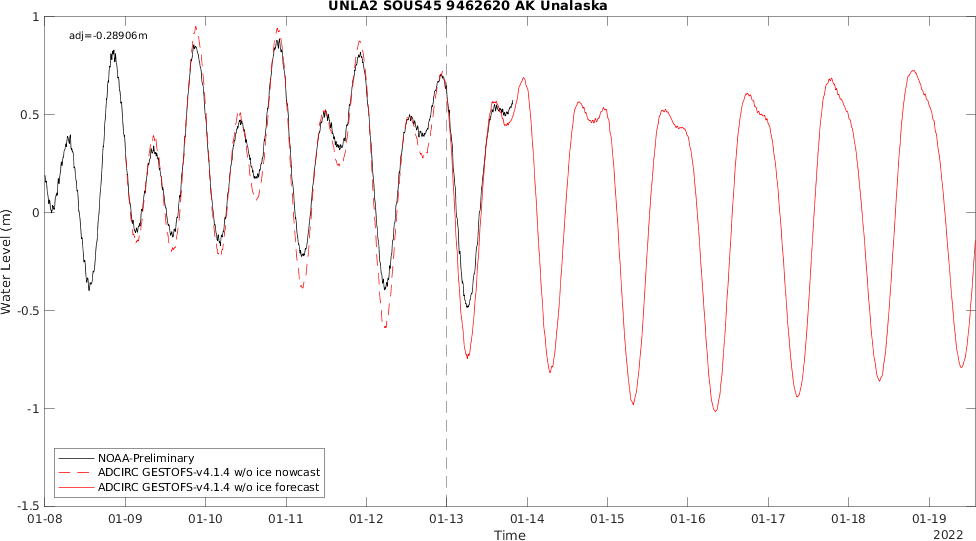 UNLA2 SOUS45 9462620 AK Unalaska
adj=-0.28906m
1
0.5
0
-0.5
-1
-1.5
Water Level (m)
NOAA-Preliminary
ADCIRC GESTOFS-v4.1.4 w/o ice nowcast
ADCIRC GESTOFS-v4.1.4 w/o ice forecast
01-08 01-09 01-10 01-11 01-12 01-13 01-14 01-15 01-16 01-17 01-18 01-19
Time
2022